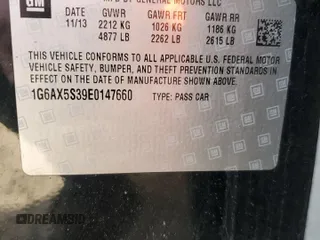 GM MFD BY GENERAL MOTORS LLC
DATE GVWR GAWR FRT GAWR RR
11/13 2212 KG 1026 KG 1186 KG
4877 LB 2262 LB 2615 LB
THIS VEHICLE CONFORMS TO ALL APPLICABLE U.S. FEDERAL MOTOR
VEHICLE SAFETY, BUMPER, AND THEFT PREVENTION STANDARDS
IN EFFECT ON THE DATE OF MANUFACTURE SHOWN ABOVE.
1G6AX5S39E0147660 TYPE: PASS CAR
© DREAMSID